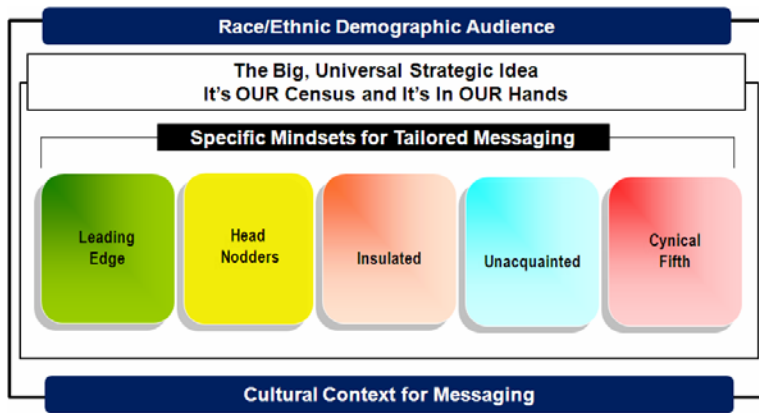 Race/Ethnic Demographic Audience
The Big, Universal Strategic Idea
It's OUR Census and It's In OUR Hands
Specific Mindsets for Tailored Messaging
Leading
Edge
Head
Nodders
Insulated
Unacquainted
Cynical
Fifth
Cultural Context for Messaging